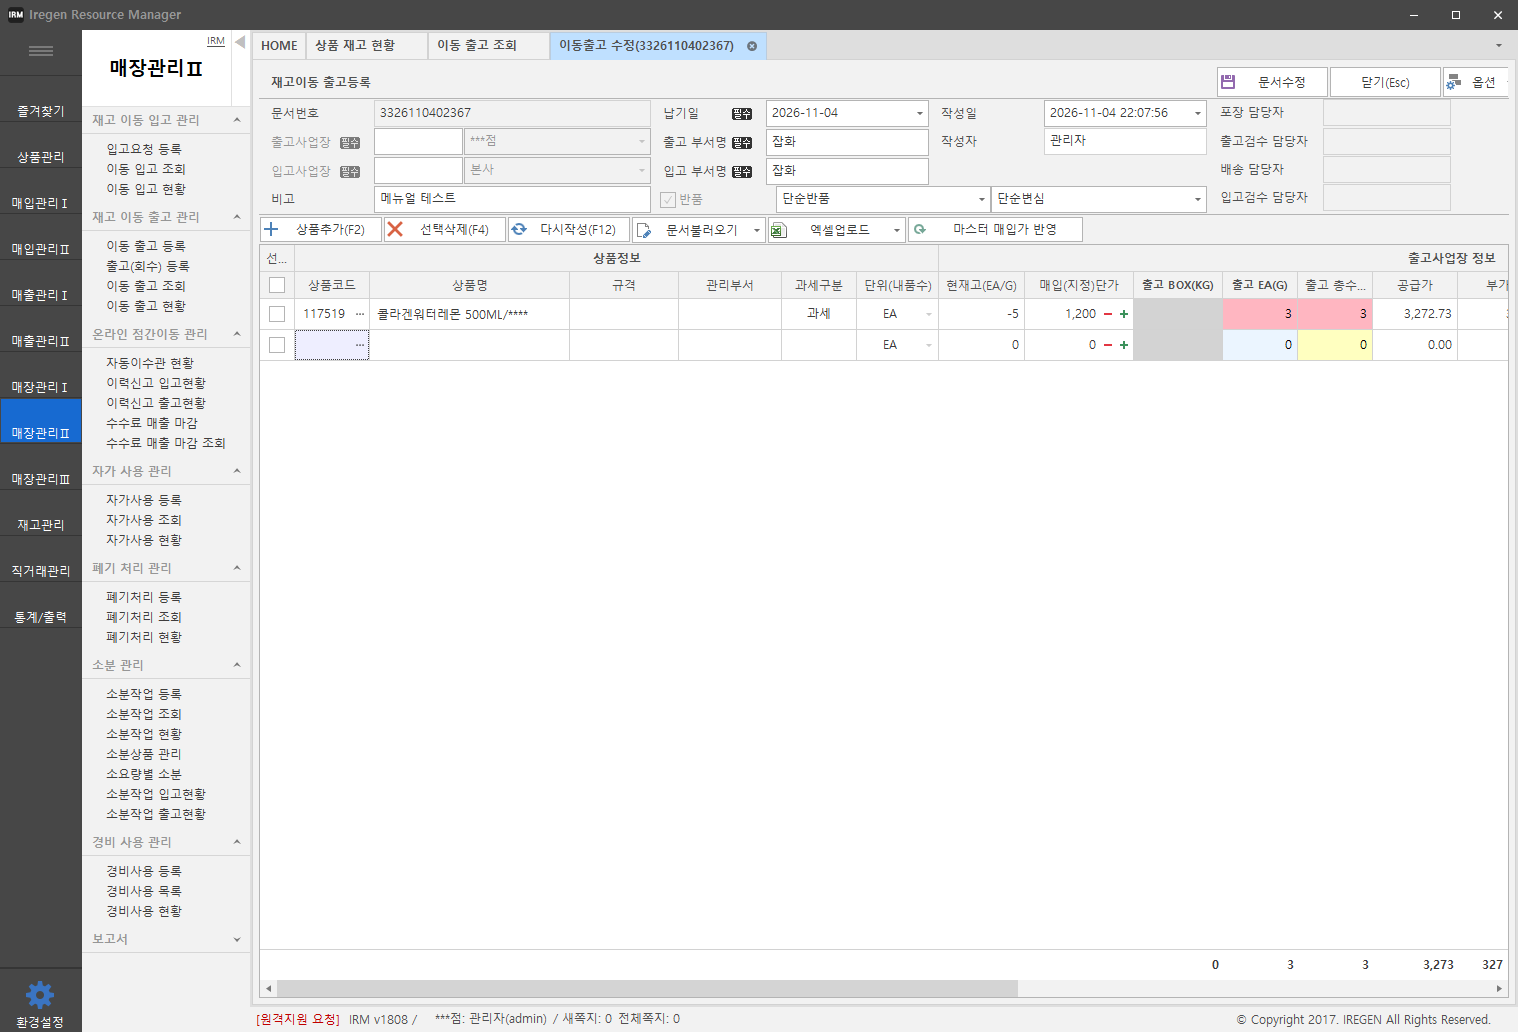 IRM Iregen Resource Manager
즐겨찾기
상품관리
매입관리Ⅰ
매입관리Ⅱ
매출관리Ⅰ
매출관리Ⅱ
매장관리Ⅰ
매장관리Ⅱ
매장관리Ⅲ
재고관리
직거래관리
통계/출력
환경설정
IRM
매장관리Ⅱ
재고 이동 입고 관리
입고요청 등록
이동 입고 조회
이동 입고 현황
재고 이동 출고 관리
이동 출고 등록
출고(회수) 등록
이동 출고 조회
이동 출고 현황
온라인 점간이동 관리
자동이수관 현황
이력신고 입고현황
이력신고 출고현황
수수료 매출 마감
수수료 매출 마감 조회
자가 사용 관리
자가사용 등록
자가사용 조회
자가사용 현황
폐기 처리 관리
폐기처리 등록
폐기처리 조회
폐기처리 현황
소분 관리
소분작업 등록
소분작업 조회
소분작업 현황
소분상품 관리
소요량별 소분
소분작업 입고현황
소분작업 출고현황
경비 사용 관리
경비사용 등록
경비사용 목록
경비사용 현황
보고서
HOME 상품 재고 현황 이동 출고 조회 이동출고 수정(3326110402367)
재고이동 출고등록 문서수정 닫기(Esc) 옵션
문서번호 3326110402367 납기일 필수 2026-11-04 작성일 2026-11-04 22:07:56 포장 담당자
출고사업장 필수 ***점 출고 부서명 필수 잡화 작성자 관리자 출고검수 담당자
입고사업장 필수 본사 입고 부서명 필수 잡화 배송 담당자
비고 메뉴얼 테스트 반품 단순반품 단순변심 입고검수 담당자
상품추가(F2) 선택삭제(F4) 다시작성(F12) 문서불러오기 엑셀업로드 마스터 매입가 반영
선... 상품정보 출고사업장 정보
상품코드 상품명 규격 관리부서 과세구분 단위(내품수) 현재고(EA/G) 매입(지정)단가 출고 BOX(KG) 출고 EA(G) 출고 총수... 공급가 부가
117519 ... 콜라겐워터레몬 500ML/**** 과세 EA -5 1,200 3 3 3,272.73
... EA 0 0 0 0 0.00
0 3 3 3,273 327
[원격지원 요청] IRM v1808 / ***점: 관리자(admin) / 새쪽지: 0 전체쪽지: 0 © Copyright 2017. IREGEN All Rights Reserved.